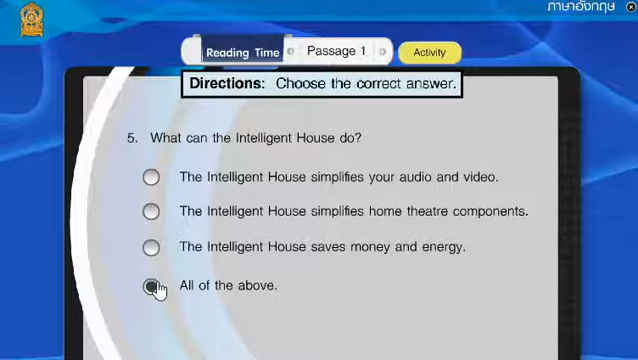 ภาษาอังกฤษ
Reading Time Passage 1 Activity
Directions: Choose the correct answer.
5. What can the Intelligent House do?
The Intelligent House simplifies your audio and video.
The Intelligent House simplifies home theatre components.
The Intelligent House saves money and energy.
All of the above.